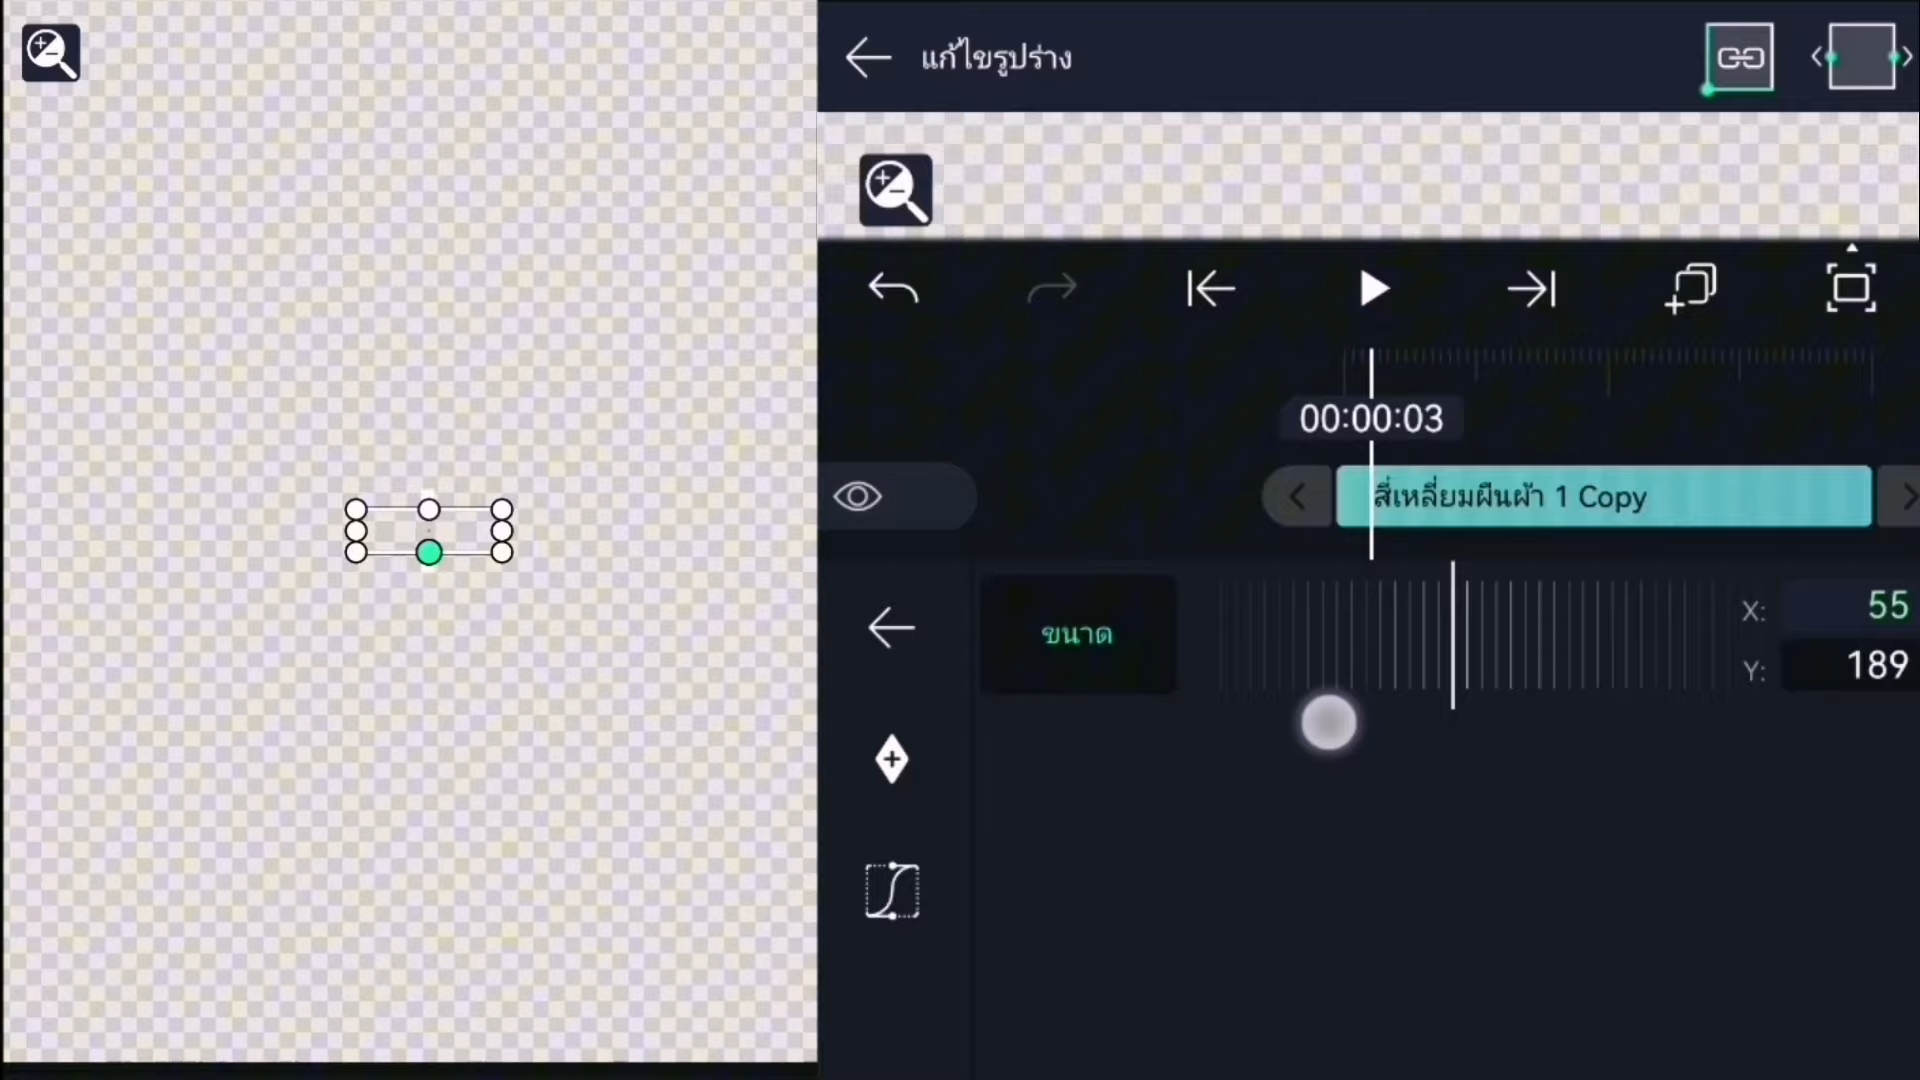 แก้ไขรูปร่าง
00:00:03
สี่เหลี่ยมผืนผ้า 1 Copy
ขนาด
X: 55
Y: 189